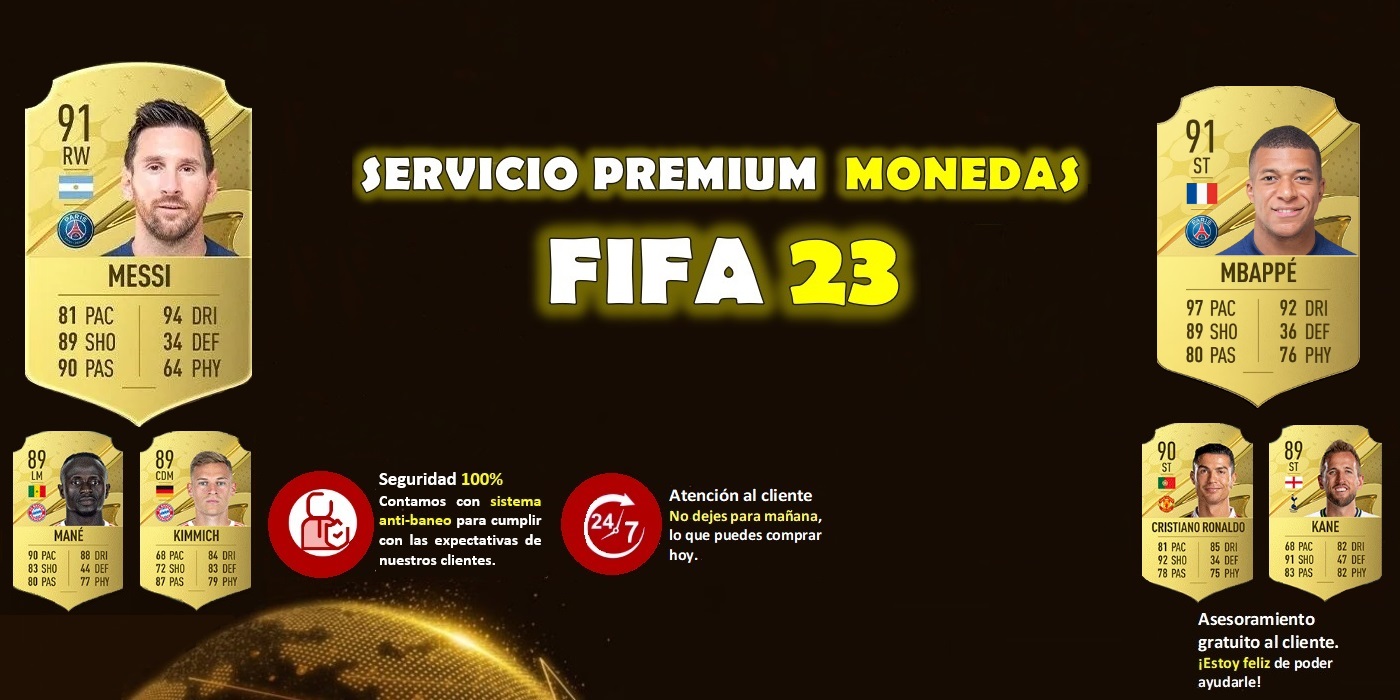 SERVICIO PREMIUM MONEDAS
FIFA 23
91
RW
PARIS
MESSI
81 PAC 94 DRI
89 SHO 34 DEF
90 PAS 64 PHY
91
ST
PARIS
MBAPPÉ
97 PAC 92 DRI
89 SHO 36 DEF
80 PAS 76 PHY
89
LM
MANÉ
90 PAC 88 DRI
83 SHO 44 DEF
80 PAS 77 PHY
89
CDM
KIMMICH
68 PAC 84 DRI
72 SHO 83 DEF
87 PAS 79 PHY
Seguridad 100%
Contamos con sistema
anti-baneo para cumplir
con las expectativas de
nuestros clientes.
24/7
Atención al cliente
No dejes para mañana,
lo que puedes comprar
hoy.
90
ST
CRISTIANO RONALDO
81 PAC 85 DRI
92 SHO 34 DEF
78 PAS 75 PHY
89
ST
KANE
68 PAC 82 DRI
91 SHO 47 DEF
83 PAS 82 PHY
Asesoramiento
gratuito al cliente.
¡Estoy feliz de poder
ayudarle!